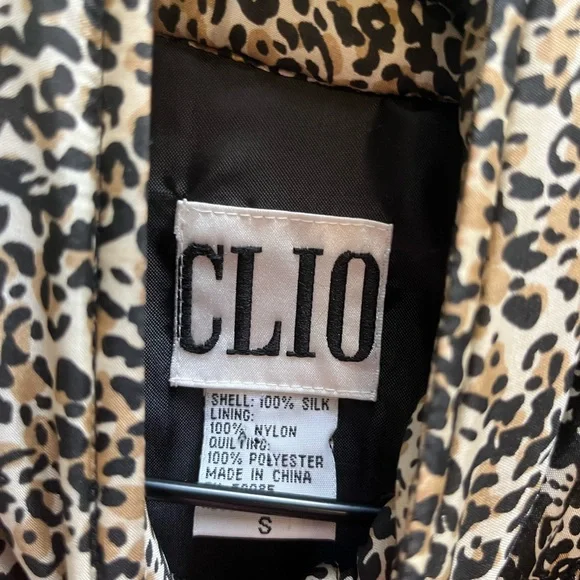 CLIO
SHELL: 100% SILK
LINING:
100% NYLON
QUILTING:
100% POLYESTER
MADE IN CHINA
S